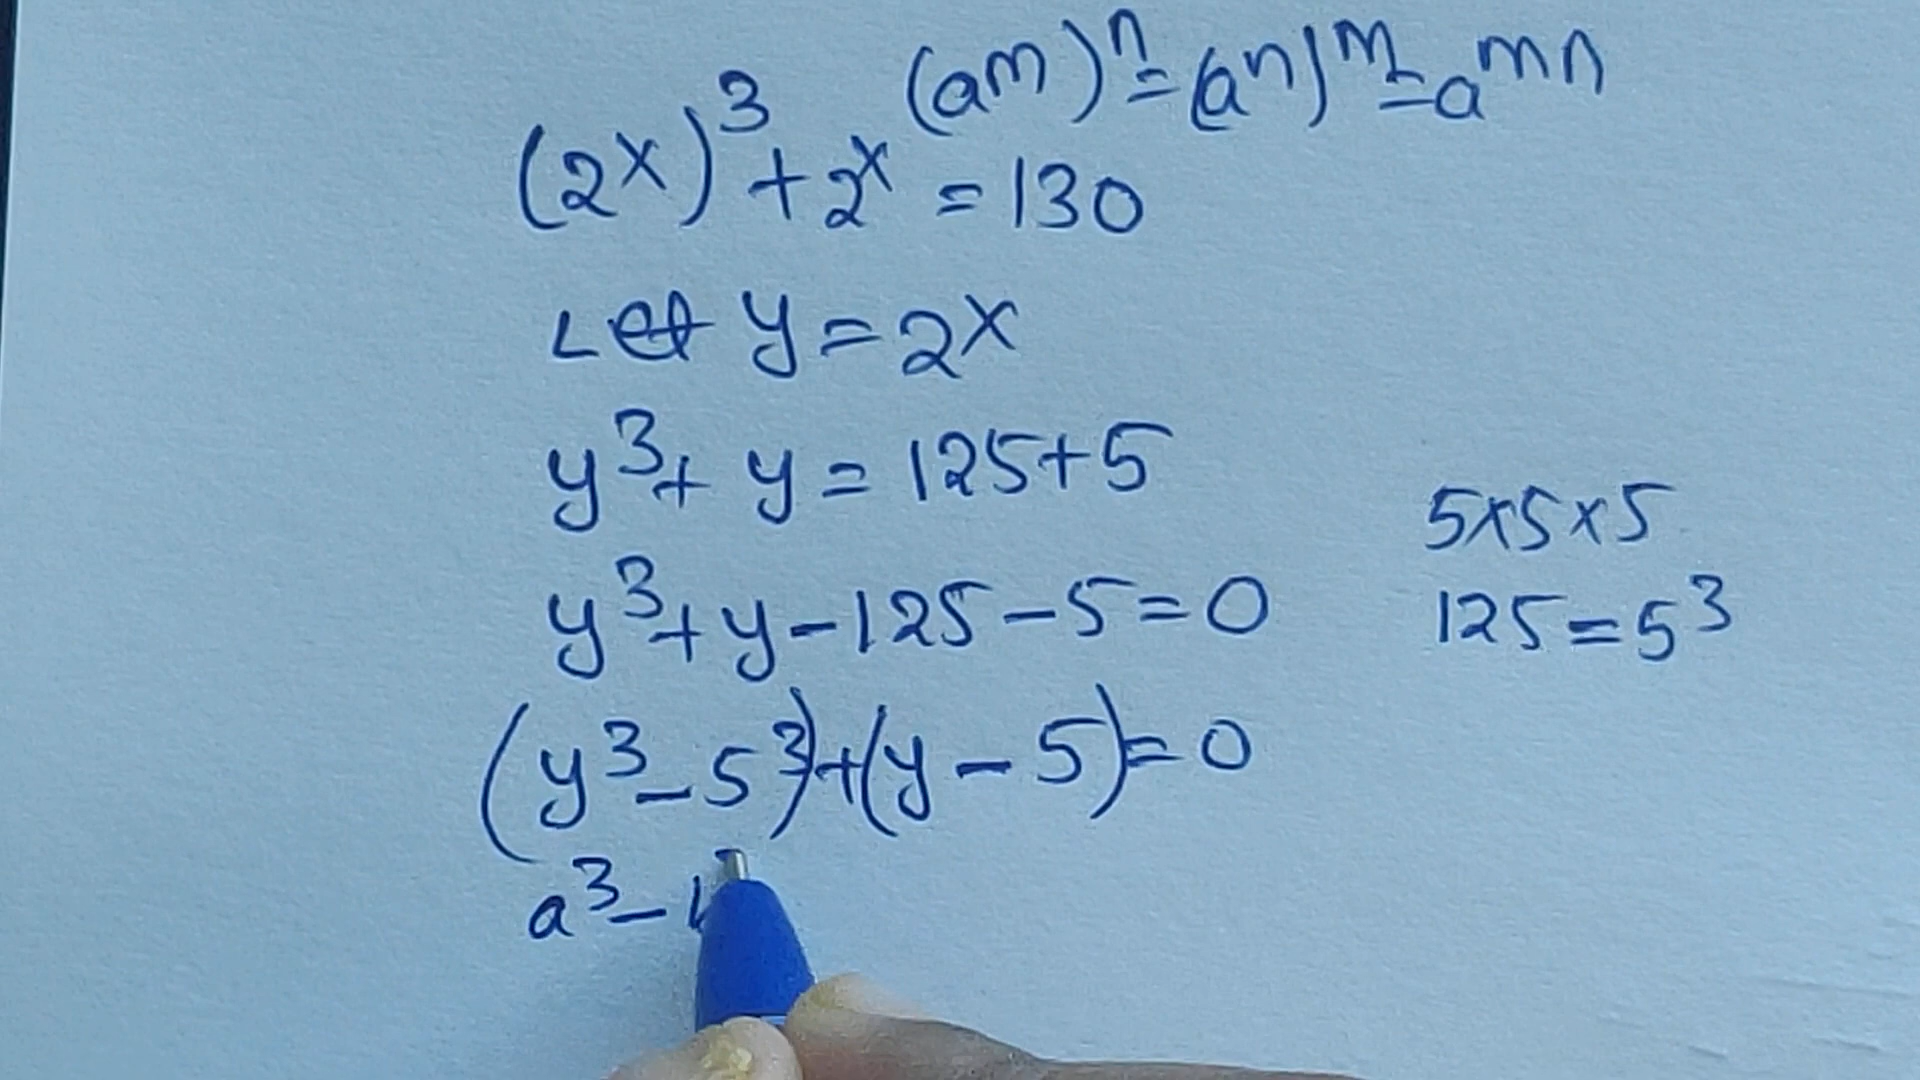 (aᵐ)ⁿ = (aⁿ)ᵐ = aᵐⁿ
(2ˣ)³ + 2ˣ = 130
Let y = 2ˣ
y³ + y = 125 + 5
5×5×5
y³ + y - 125 - 5 = 0
125 = 5³
(y³ - 5³) + (y - 5) = 0
a³ -